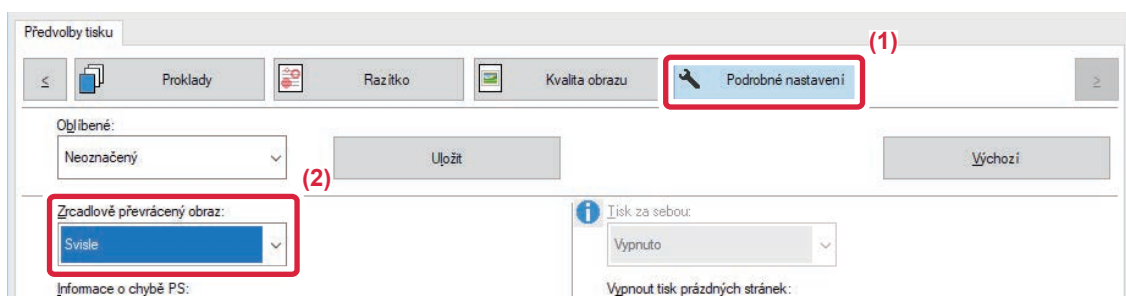 Předvolby tisku
(1)
≤ Proklady Razítko Kvalita obrazu Podrobné nastavení ≥
Oblíbené:
Neoznačený Uložit Výchozí
(2)
Zrcadlově převrácený obraz: Tisk za sebou:
Svisle Vypnuto
Informace o chybě PS: Vypnout tisk prázdných stránek: